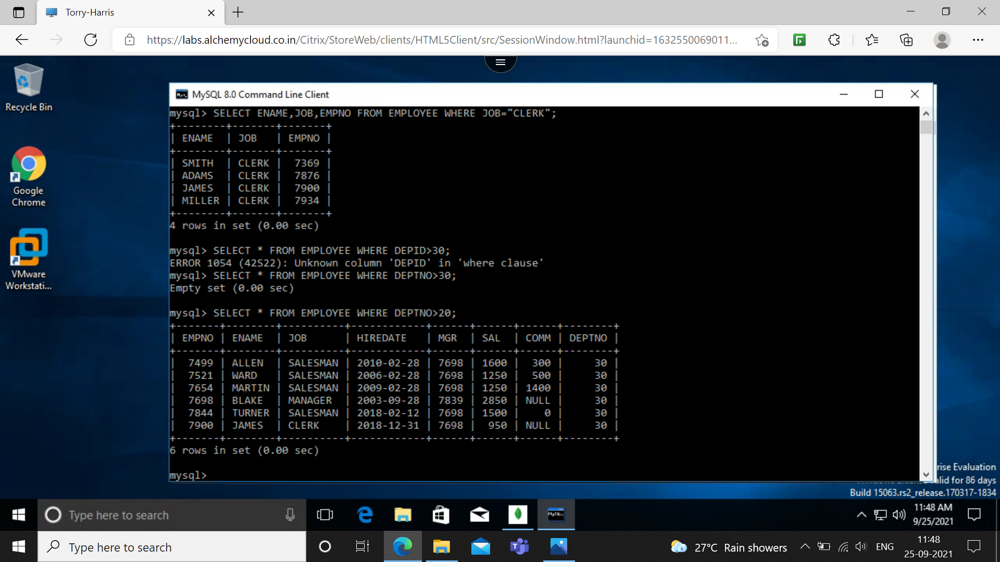 Torry-Harris
https://labs.alchemycloud.co.in/Citrix/StoreWeb/clients/HTML5Client/src/SessionWindow.html?launchid=1632550069011...
Recycle Bin
Google
Chrome
VMware
Workstati...
MySQL 8.0 Command Line Client
mysql> SELECT ENAME,JOB,EMPNO FROM EMPLOYEE WHERE JOB="CLERK";
+--------+-------+-------+
| ENAME  | JOB   | EMPNO |
+--------+-------+-------+
| SMITH  | CLERK |  7369 |
| ADAMS  | CLERK |  7876 |
| JAMES  | CLERK |  7900 |
| MILLER | CLERK |  7934 |
+--------+-------+-------+
4 rows in set (0.00 sec)
mysql> SELECT * FROM EMPLOYEE WHERE DEPID>30;
ERROR 1054 (42S22): Unknown column 'DEPID' in 'where clause'
mysql> SELECT * FROM EMPLOYEE WHERE DEPTNO>30;
Empty set (0.00 sec)
mysql> SELECT * FROM EMPLOYEE WHERE DEPTNO>20;
+-------+--------+----------+------------+------+------+------+--------+
| EMPNO | ENAME  | JOB      | HIREDATE   | MGR  | SAL  | COMM | DEPTNO |
+-------+--------+----------+------------+------+------+------+--------+
|  7499 | ALLEN  | SALESMAN | 2010-02-28 | 7698 | 1600 |  300 |     30 |
|  7521 | WARD   | SALESMAN | 2006-02-28 | 7698 | 1250 |  500 |     30 |
|  7654 | MARTIN | SALESMAN | 2009-02-28 | 7698 | 1250 | 1400 |     30 |
|  7698 | BLAKE  | MANAGER  | 2003-09-28 | 7839 | 2850 | NULL |     30 |
|  7844 | TURNER | SALESMAN | 2018-02-12 | 7698 | 1500 |    0 |     30 |
|  7900 | JAMES  | CLERK    | 2018-12-31 | 7698 |  950 | NULL |     30 |
+-------+--------+----------+------------+------+------+------+--------+
6 rows in set (0.00 sec)
mysql>
rise Evaluation
alid for 86 days
Build 15063.rs2_release.170317-1834
Type here to search
11:48 AM
9/25/2021
Type here to search
27°C Rain showers
ENG
11:48
25-09-2021